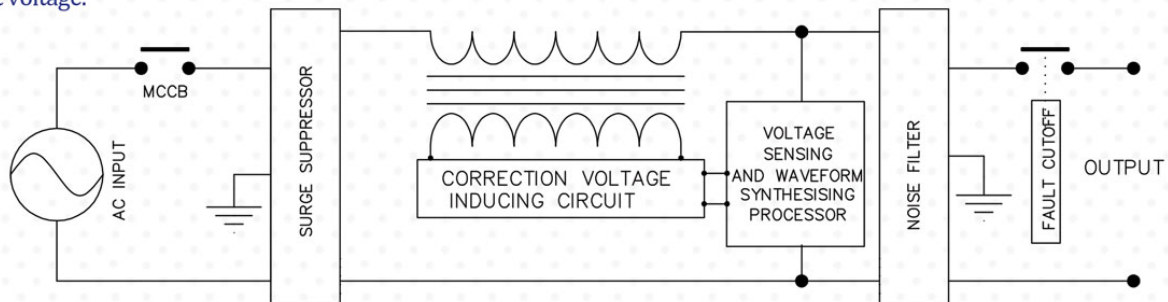 e voltage.
MCCB
AC INPUT
SURGE SUPPRESSOR
CORRECTION VOLTAGE
INDUCING CIRCUIT
VOLTAGE
SENSING
AND WAVEFORM
SYNTHESISING
PROCESSOR
NOISE FILTER
FAULT CUTOFF
OUTPUT